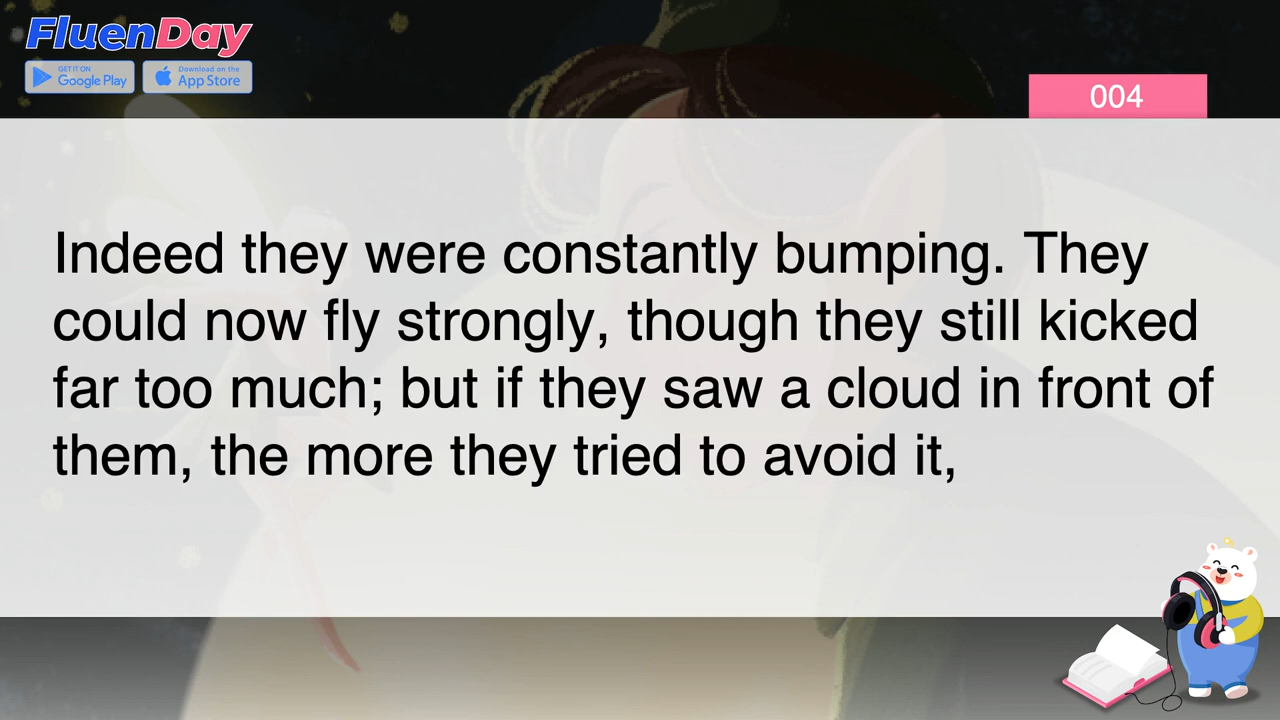 FluenDay
GET IT ON
Google Play
Download on the
App Store
004
Indeed they were constantly bumping. They
could now fly strongly, though they still kicked
far too much; but if they saw a cloud in front of
them, the more they tried to avoid it,